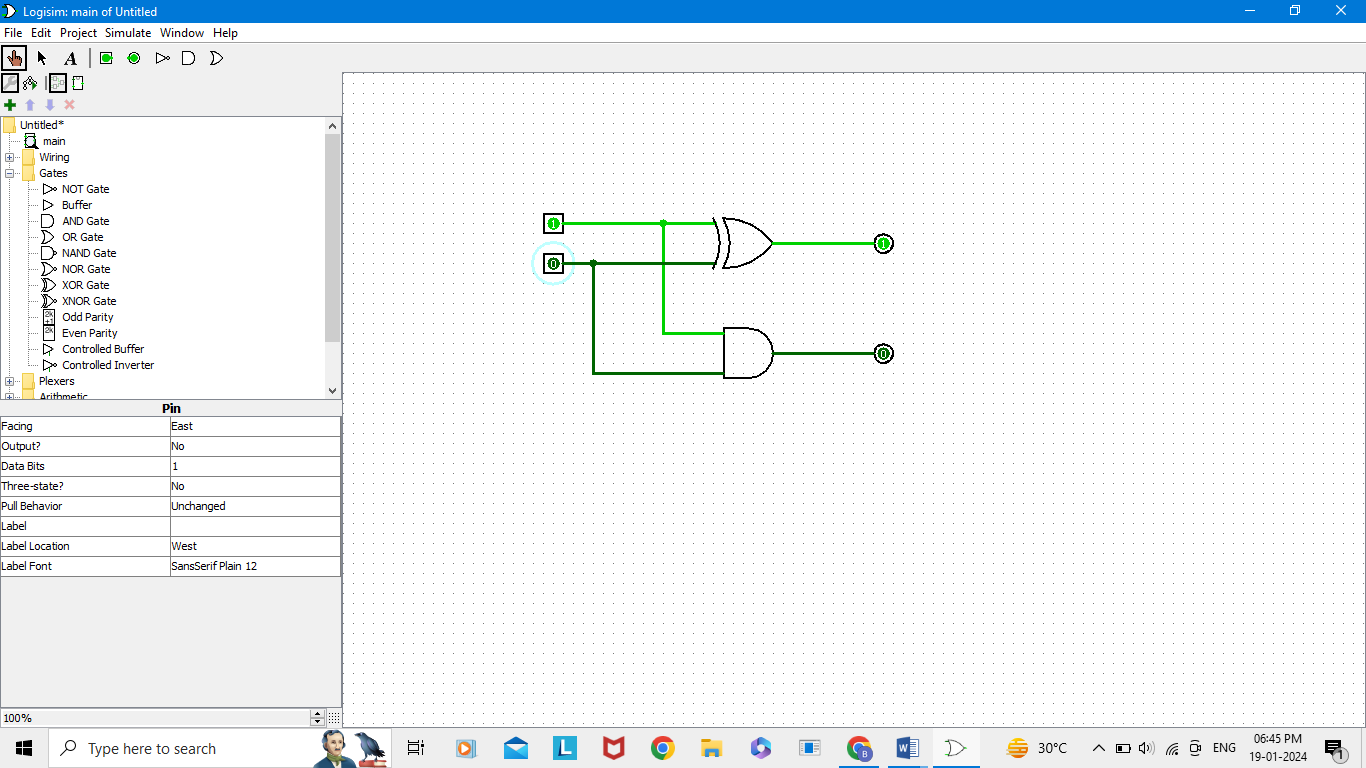 Logisim: main of Untitled
File Edit Project Simulate Window Help
A
Untitled*
main
Wiring
Gates
NOT Gate
Buffer
AND Gate
OR Gate
NAND Gate
NOR Gate
XOR Gate
XNOR Gate
Odd Parity
Even Parity
Controlled Buffer
Controlled Inverter
Plexers
Arithmetic
1
0
1
0
Pin
Facing East
Output? No
Data Bits 1
Three-state? No
Pull Behavior Unchanged
Label
Label Location West
Label Font SansSerif Plain 12
100%
Type here to search
L
B
W
30°C
ENG
06:45 PM
19-01-2024
1